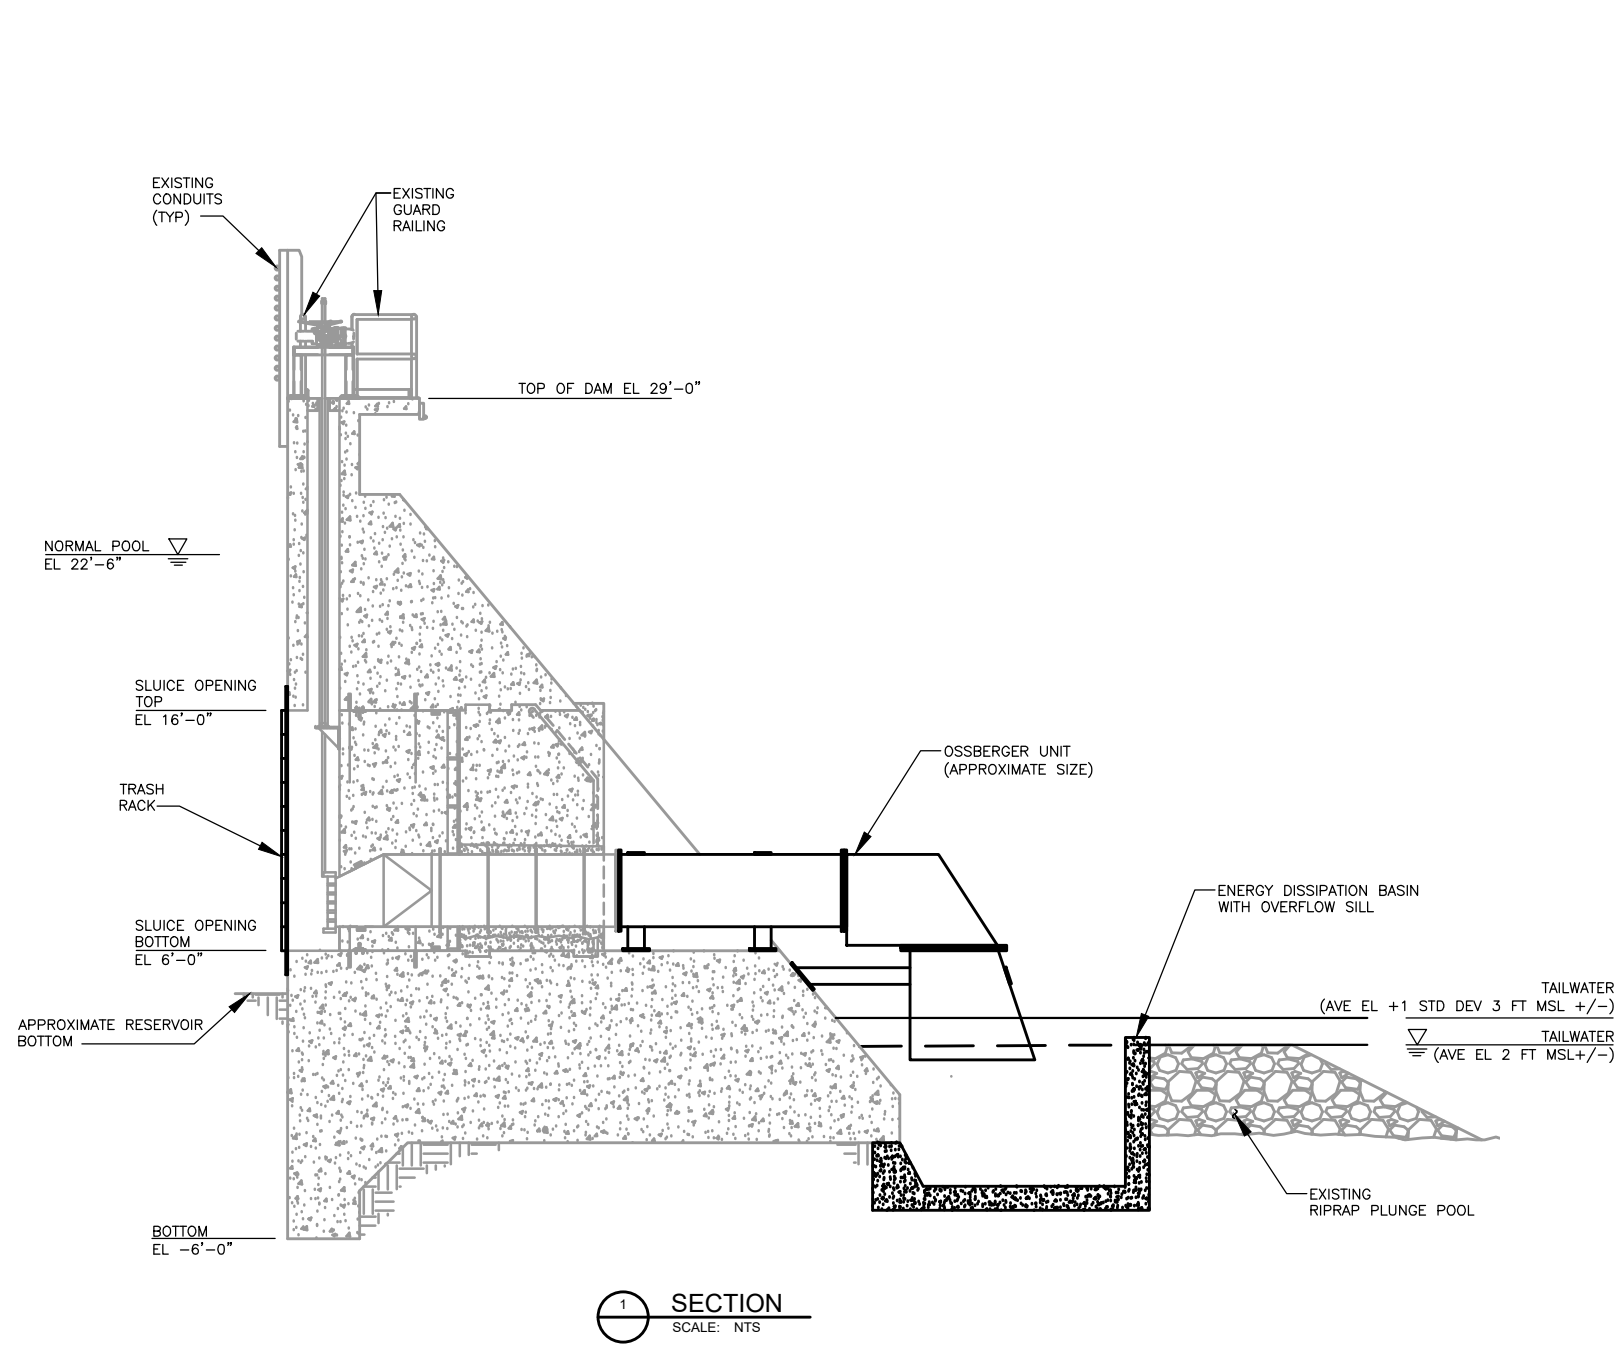 EXISTING
CONDUITS
(TYP)
EXISTING
GUARD
RAILING
TOP OF DAM EL 29'-0"
NORMAL POOL
EL 22'-6"
SLUICE OPENING
TOP
EL 16'-0"
OSSBERGER UNIT
(APPROXIMATE SIZE)
TRASH
RACK
ENERGY DISSIPATION BASIN
WITH OVERFLOW SILL
SLUICE OPENING
BOTTOM
EL 6'-0"
TAILWATER
(AVE EL +1 STD DEV 3 FT MSL +/-)
APPROXIMATE RESERVOIR
BOTTOM
TAILWATER
(AVE EL 2 FT MSL+/-)
EXISTING
RIPRAP PLUNGE POOL
BOTTOM
EL -6'-0"
1
SECTION
SCALE: NTS